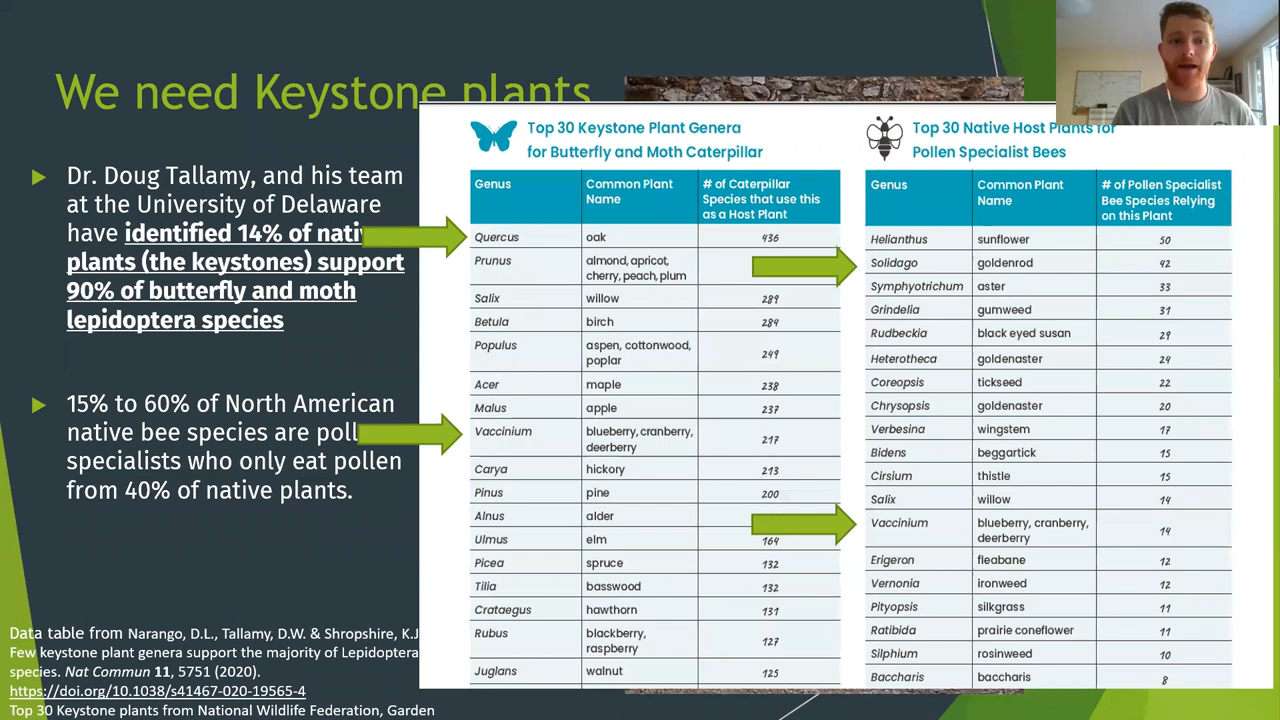 We need Keystone plants
Dr. Doug Tallamy, and his team
at the University of Delaware
have identified 14% of nati
plants (the keystones) support
90% of butterfly and moth
lepidoptera species
15% to 60% of North American
native bee species are poll
specialists who only eat pollen
from 40% of native plants.
Data table from Narango, D.L., Tallamy, D.W. & Shropshire, K.J
Few keystone plant genera support the majority of Lepidoptera
species. Nat Commun 11, 5751 (2020).
https://doi.org/10.1038/s41467-020-19565-4
Top 30 Keystone plants from National Wildlife Federation, Garden
Top 30 Keystone Plant Genera
for Butterfly and Moth Caterpillar
Genus Common Plant Name # of Caterpillar Species that use this as a Host Plant
Quercus oak 436
Prunus almond, apricot, cherry, peach, plum
Salix willow 289
Betula birch 284
Populus aspen, cottonwood, poplar 249
Acer maple 238
Malus apple 237
Vaccinium blueberry, cranberry, deerberry 217
Carya hickory 213
Pinus pine 200
Alnus alder
Ulmus elm 164
Picea spruce 132
Tilia basswood 132
Crataegus hawthorn 131
Rubus blackberry, raspberry 127
Juglans walnut 125
Top 30 Native Host Plants for
Pollen Specialist Bees
Genus Common Plant Name # of Pollen Specialist Bee Species Relying on this Plant
Helianthus sunflower 50
Solidago goldenrod 42
Symphyotrichum aster 33
Grindelia gumweed 31
Rudbeckia black eyed susan 29
Heterotheca goldenaster 24
Coreopsis tickseed 22
Chrysopsis goldenaster 20
Verbesina wingstem 17
Bidens beggartick 15
Cirsium thistle 15
Salix willow 14
Vaccinium blueberry, cranberry, deerberry 14
Erigeron fleabane 12
Vernonia ironweed 12
Pityopsis silkgrass 11
Ratibida prairie coneflower 11
Silphium rosinweed 10
Baccharis baccharis 8